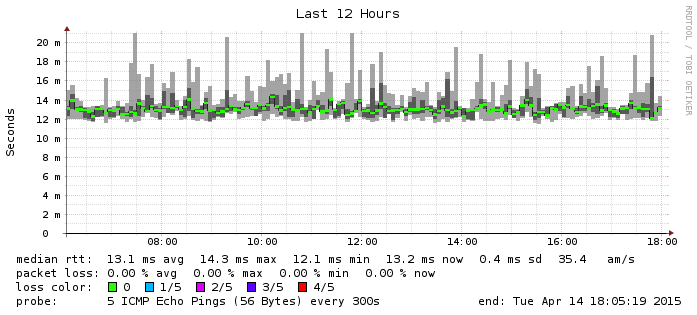 Last 12 Hours
RRDTOOL / TOBI OETIKER
Seconds
20 m
18 m
16 m
14 m
12 m
10 m
8 m
6 m
4 m
2 m
0
08:00 10:00 12:00 14:00 16:00 18:00
median rtt: 13.1 ms avg 14.3 ms max 12.1 ms min 13.2 ms now 0.4 ms sd 35.4 am/s
packet loss: 0.00 % avg 0.00 % max 0.00 % min 0.00 % now
loss color: 0 1/5 2/5 3/5 4/5
probe: 5 ICMP Echo Pings (56 Bytes) every 300s end: Tue Apr 14 18:05:19 2015